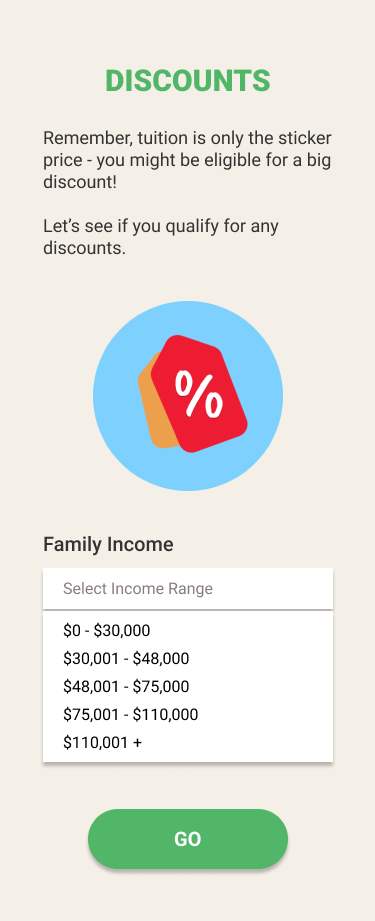 DISCOUNTS
Remember, tuition is only the sticker
price - you might be eligible for a big
discount!
Let’s see if you qualify for any
discounts.
%
Family Income
Select Income Range
$0 - $30,000
$30,001 - $48,000
$48,001 - $75,000
$75,001 - $110,000
$110,001 +
GO